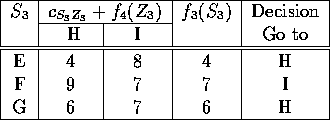 S₃ c_{S₃Z₃} + f₄(Z₃) f₃(S₃) Decision
H I Go to
E 4 8 4 H
F 9 7 7 I
G 6 7 6 H